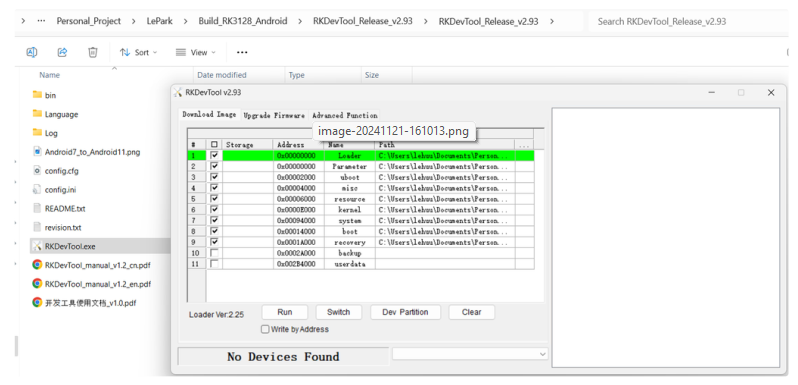 Personal_Project > LePark > Build_RK3128_Android > RKDevTool_Release_v2.93 > RKDevTool_Release_v2.93 > Search RKDevTool_Release_v2.93
Sort View ...
Name Date modified Type Size
bin
Language
Log
Android7_to_Android11.png
config.cfg
config.ini
README.txt
revision.txt
RKDevTool.exe
RKDevTool_manual_v1.2_cn.pdf
RKDevTool_manual_v1.2_en.pdf
开发工具使用文档_v1.0.pdf
RKDevTool v2.93
Download Image Upgrade Firmware Advanced Function
image-20241121-161013.png
# Storage Address Name Path ...
1 0x00000000 Loader C:\Users\lehuu\Documents\Person...
2 0x00000000 Parameter C:\Users\lehuu\Documents\Person...
3 0x00002000 uboot C:\Users\lehuu\Documents\Person...
4 0x00004000 misc C:\Users\lehuu\Documents\Person...
5 0x00006000 resource C:\Users\lehuu\Documents\Person...
6 0x0000E000 kernel C:\Users\lehuu\Documents\Person...
7 0x00094000 system C:\Users\lehuu\Documents\Person...
8 0x00014000 boot C:\Users\lehuu\Documents\Person...
9 0x0001A000 recovery C:\Users\lehuu\Documents\Person...
10 0x0002A000 backup
11 0x002B4000 userdata
Loader Ver:2.25 Run Switch Dev Partition Clear
Write by Address
No Devices Found